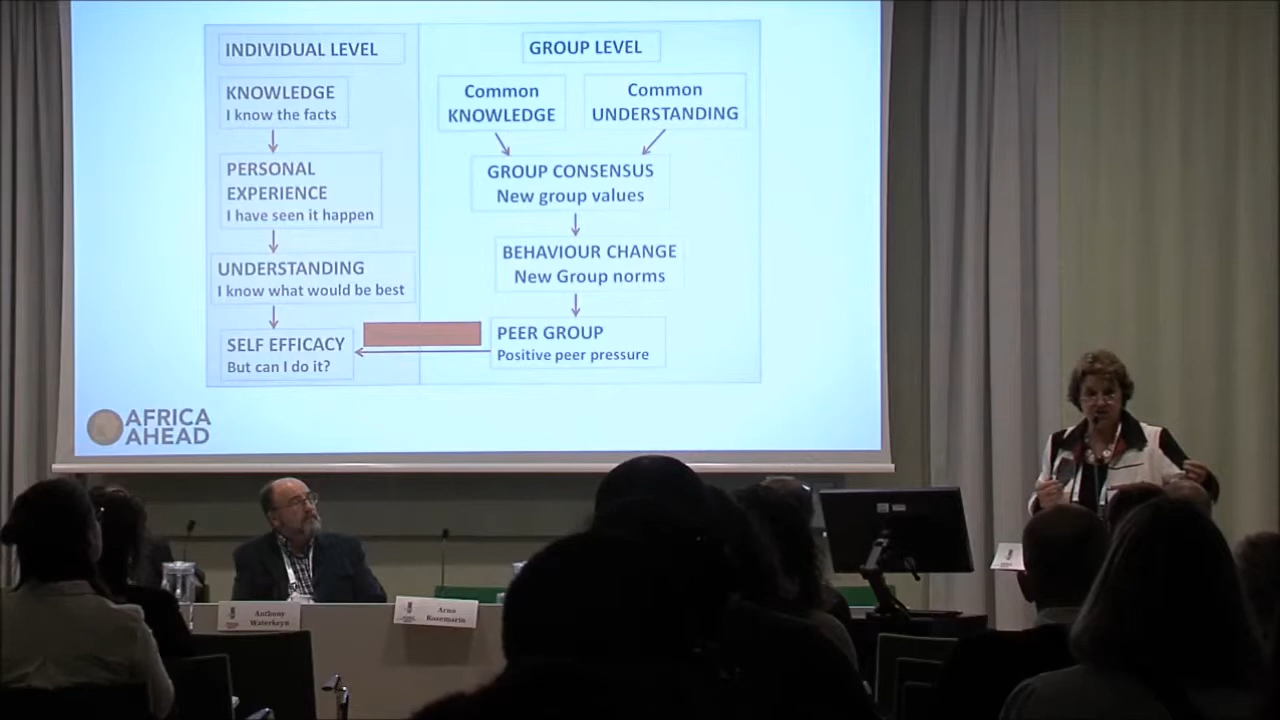 INDIVIDUAL LEVEL
KNOWLEDGE
I know the facts
PERSONAL
EXPERIENCE
I have seen it happen
UNDERSTANDING
I know what would be best
SELF EFFICACY
But can I do it?
GROUP LEVEL
Common
KNOWLEDGE
Common
UNDERSTANDING
GROUP CONSENSUS
New group values
BEHAVIOUR CHANGE
New Group norms
PEER GROUP
Positive peer pressure
AFRICA
AHEAD
Anthony
Waterkeyn
Arno
Rosemarin